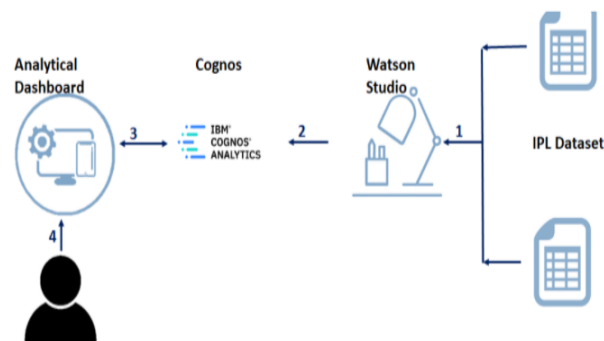 Analytical
Dashboard
Cognos
Watson
Studio
3
IBM'
COGNOS'
ANALYTICS
2
1
IPL Dataset
4